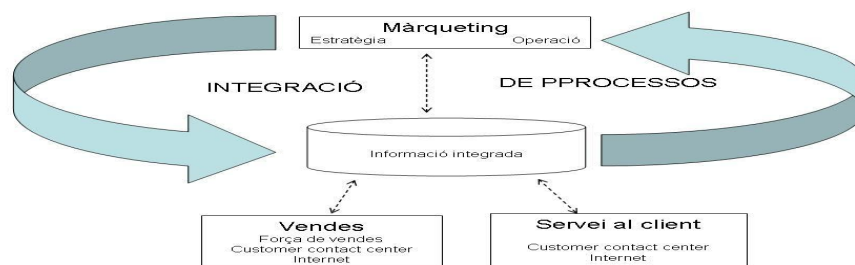 Màrqueting
Estratègia Operació
INTEGRACIÓ DE PPROCESSOS
Informació integrada
Vendes
Força de vendes
Customer contact center
Internet
Servei al client
Customer contact center
Internet